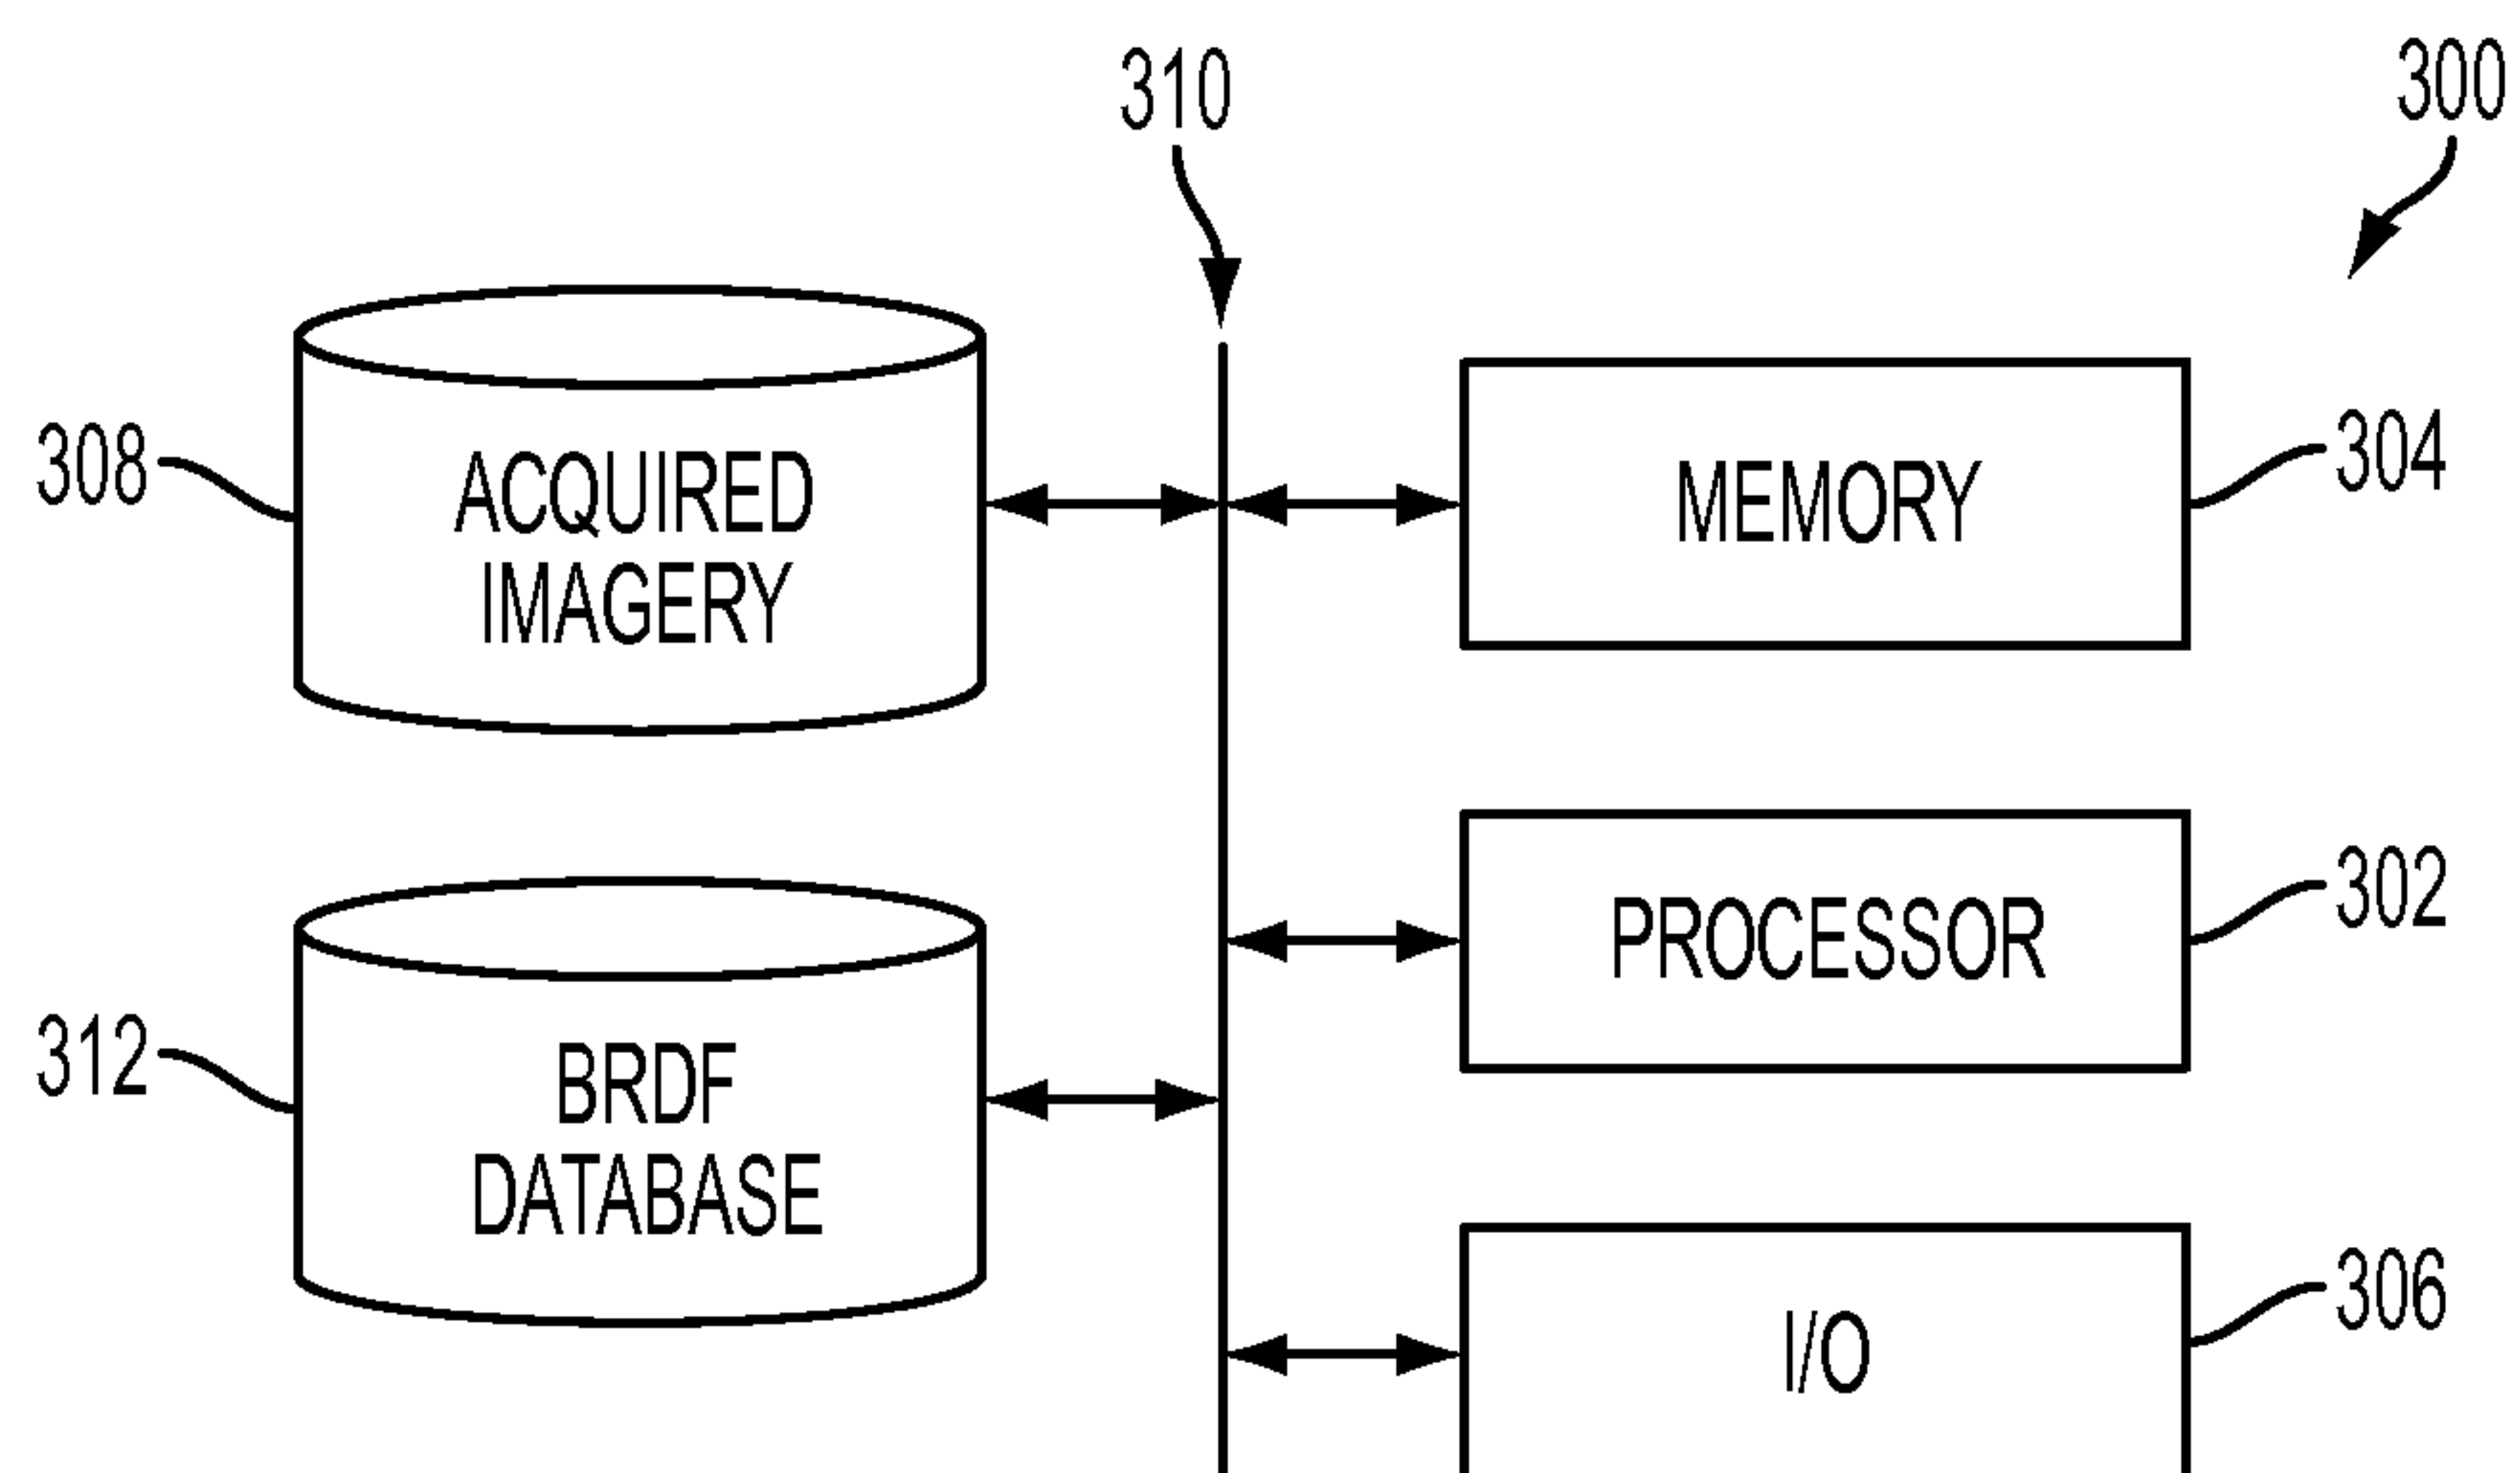 310
300
308
ACQUIRED
IMAGERY
MEMORY
304
PROCESSOR
302
312
BRDF
DATABASE
306
I/O